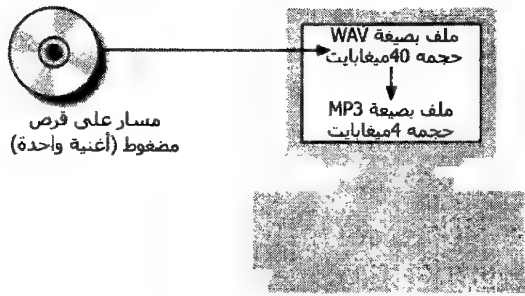 ملف بصيغة WAV
حجمه 40ميغابايت
ملف بصيغة MP3
حجمه 4ميغابايت
مسار على قرص
مضغوط (أغنية واحدة)